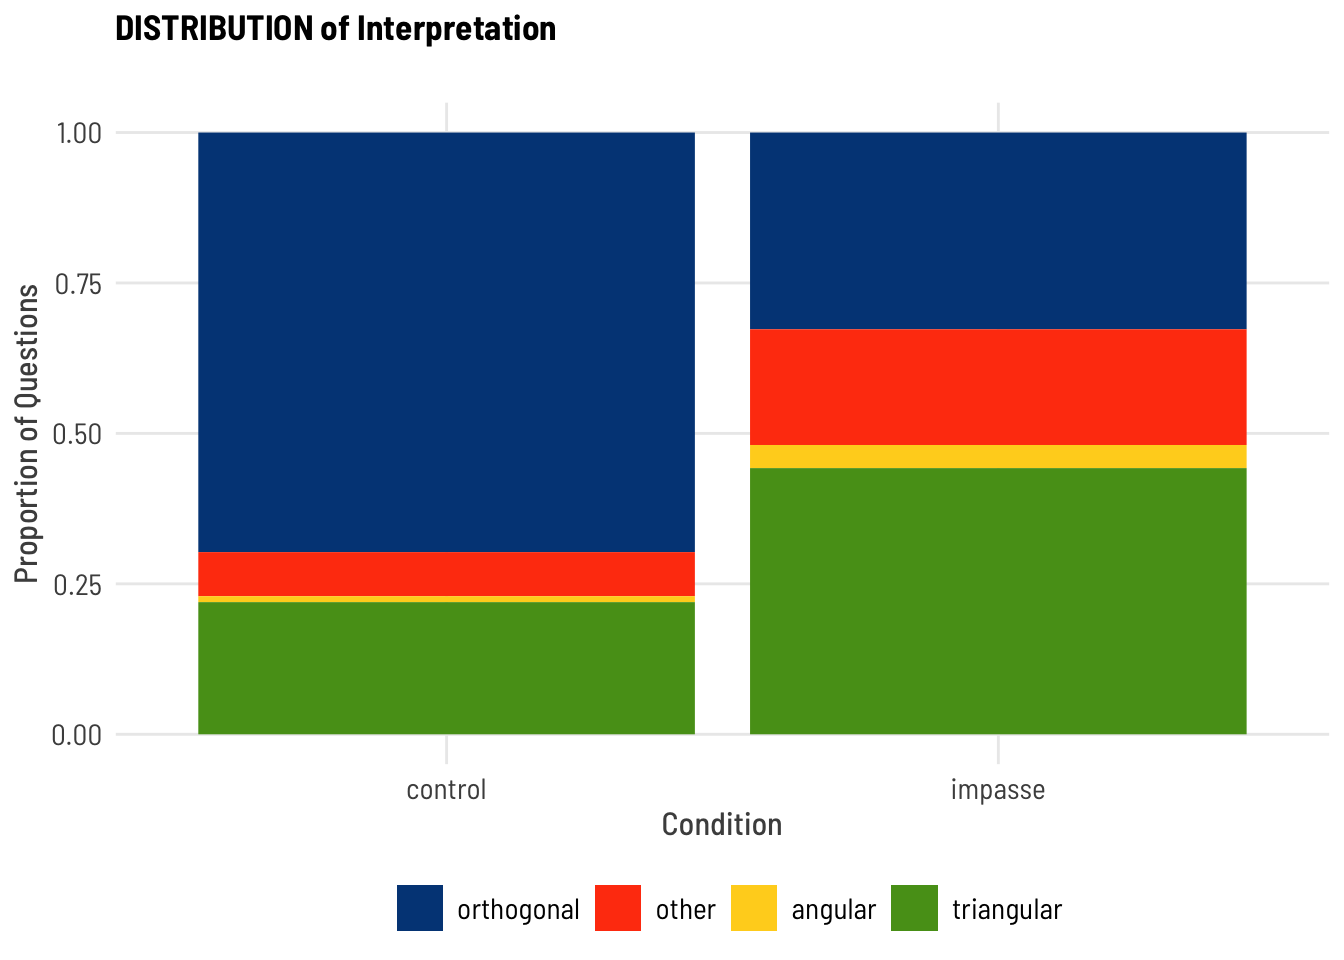 DISTRIBUTION of Interpretation
1.00
0.75
0.50
0.25
0.00
Proportion of Questions
control impasse
Condition
orthogonal other angular triangular